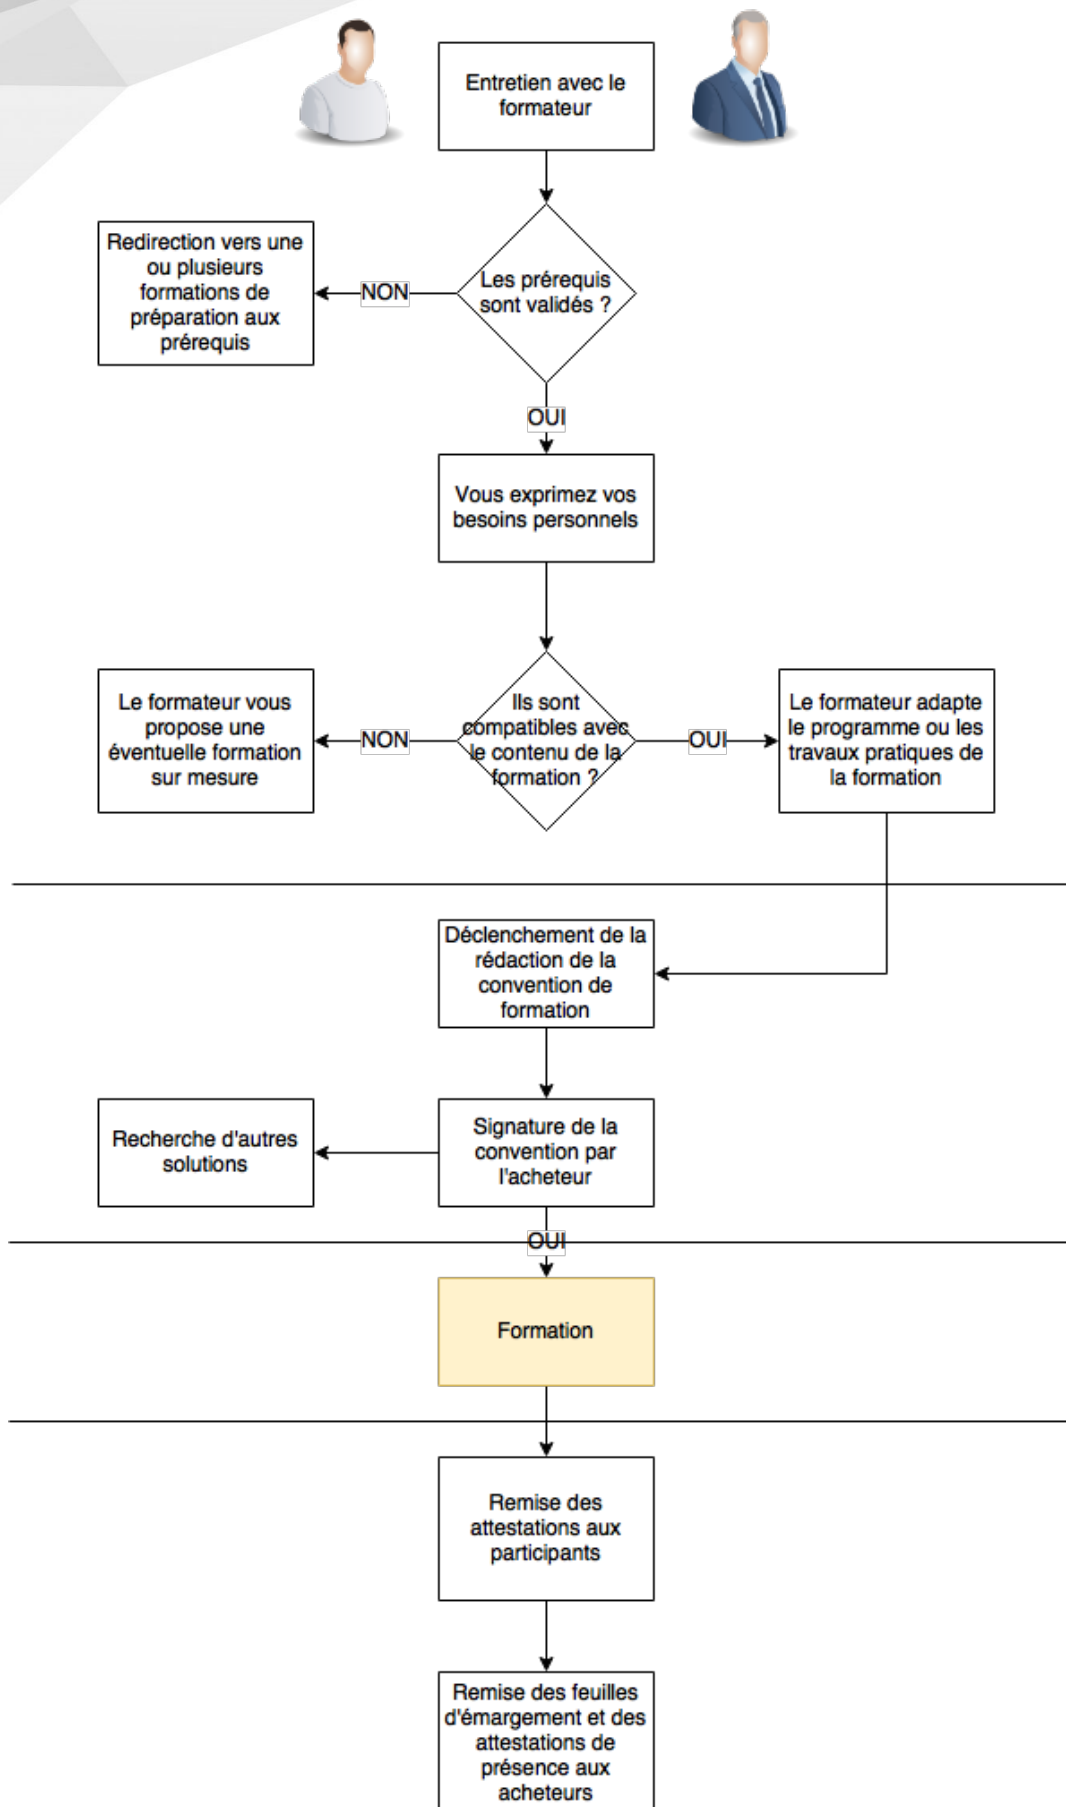 Entretien avec le
formateur
Les prérequis
sont validés ?
NON
Redirection vers une
ou plusieurs
formations de
préparation aux
prérequis
OUI
Vous exprimez vos
besoins personnels
Ils sont
compatibles avec
le contenu de la
formation ?
NON
Le formateur vous
propose une
éventuelle formation
sur mesure
OUI
Le formateur adapte
le programme ou les
travaux pratiques de
la formation
Déclenchement de la
rédaction de la
convention de
formation
Signature de la
convention par
l'acheteur
Recherche d'autres
solutions
OUI
Formation
Remise des
attestations aux
participants
Remise des feuilles
d'émargement et des
attestations de
présence aux
acheteurs